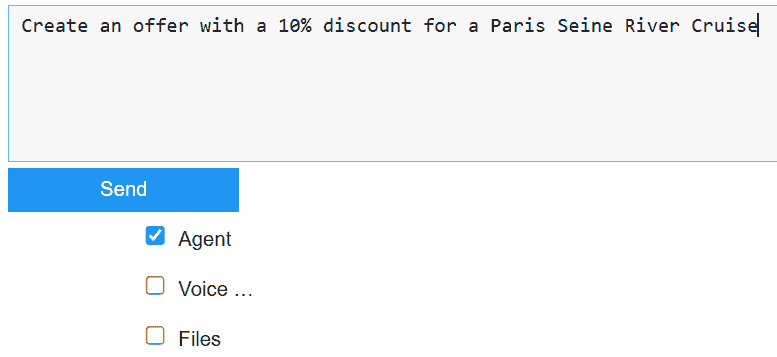 Create an offer with a 10% discount for a Paris Seine River Cruise
Send
Agent
Voice …
Files